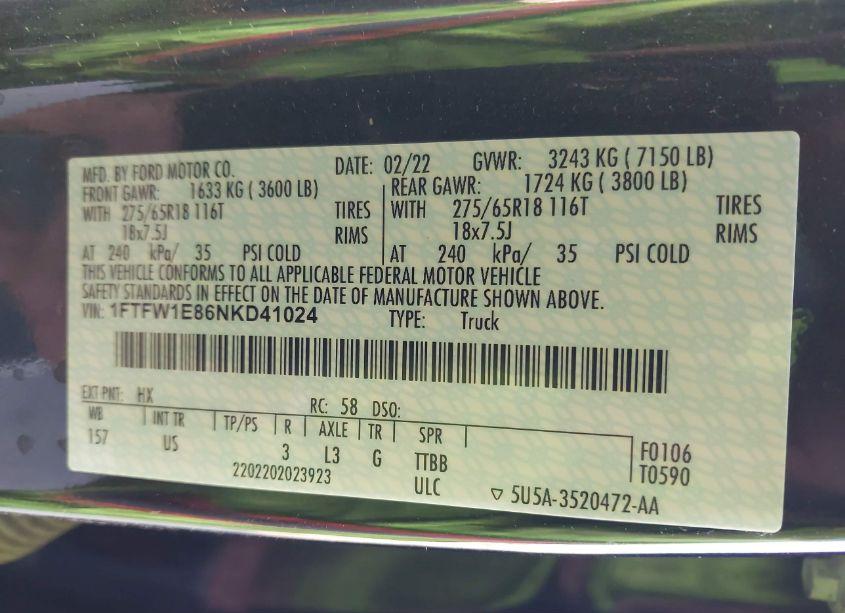 MFD. BY FORD MOTOR CO. DATE: 02/22 GVWR: 3243 KG ( 7150 LB)
FRONT GAWR: 1633 KG ( 3600 LB) REAR GAWR: 1724 KG ( 3800 LB)
WITH 275/65R18 116T TIRES WITH 275/65R18 116T TIRES
18x7.5J RIMS 18x7.5J RIMS
AT 240 kPa/ 35 PSI COLD AT 240 kPa/ 35 PSI COLD
THIS VEHICLE CONFORMS TO ALL APPLICABLE FEDERAL MOTOR VEHICLE
SAFETY STANDARDS IN EFFECT ON THE DATE OF MANUFACTURE SHOWN ABOVE.
VIN: 1FTFW1E86NKD41024 TYPE: Truck
EXT PNT: HX RC: 58 DSO:
WB INT TR TP/PS R AXLE TR SPR
157 US 3 L3 G TTBB F0106
2202202023923 ULC T0590
▽ 5U5A-3520472-AA